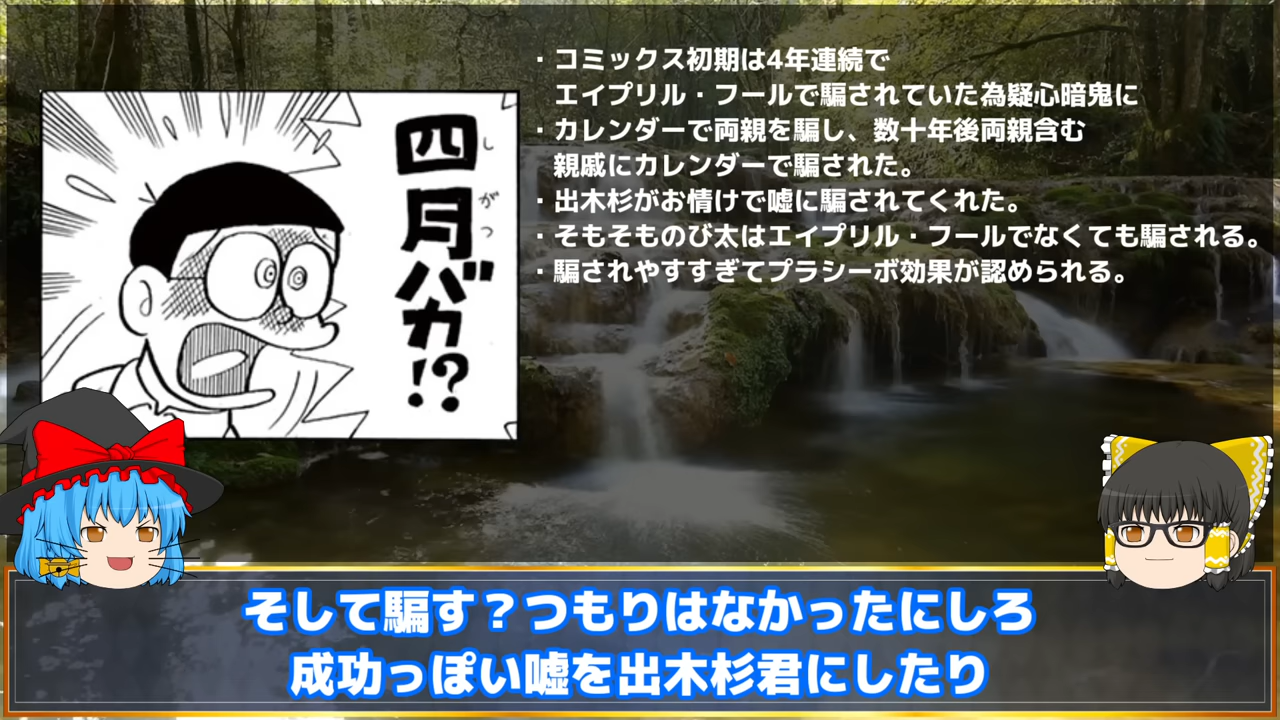 四月バカ!?
しがつ
・コミックス初期は4年連続で
エイプリル・フールで騙されていた為疑心暗鬼に
・カレンダーで両親を騙し、数十年後両親含む
親戚にカレンダーで騙された。
・出木杉がお情けで嘘に騙されてくれた。
・そもそものび太はエイプリル・フールでなくても騙される。
・騙されやすすぎてプラシーボ効果が認められる。
そして騙す？つもりはなかったにしろ
成功っぽい嘘を出木杉君にしたり